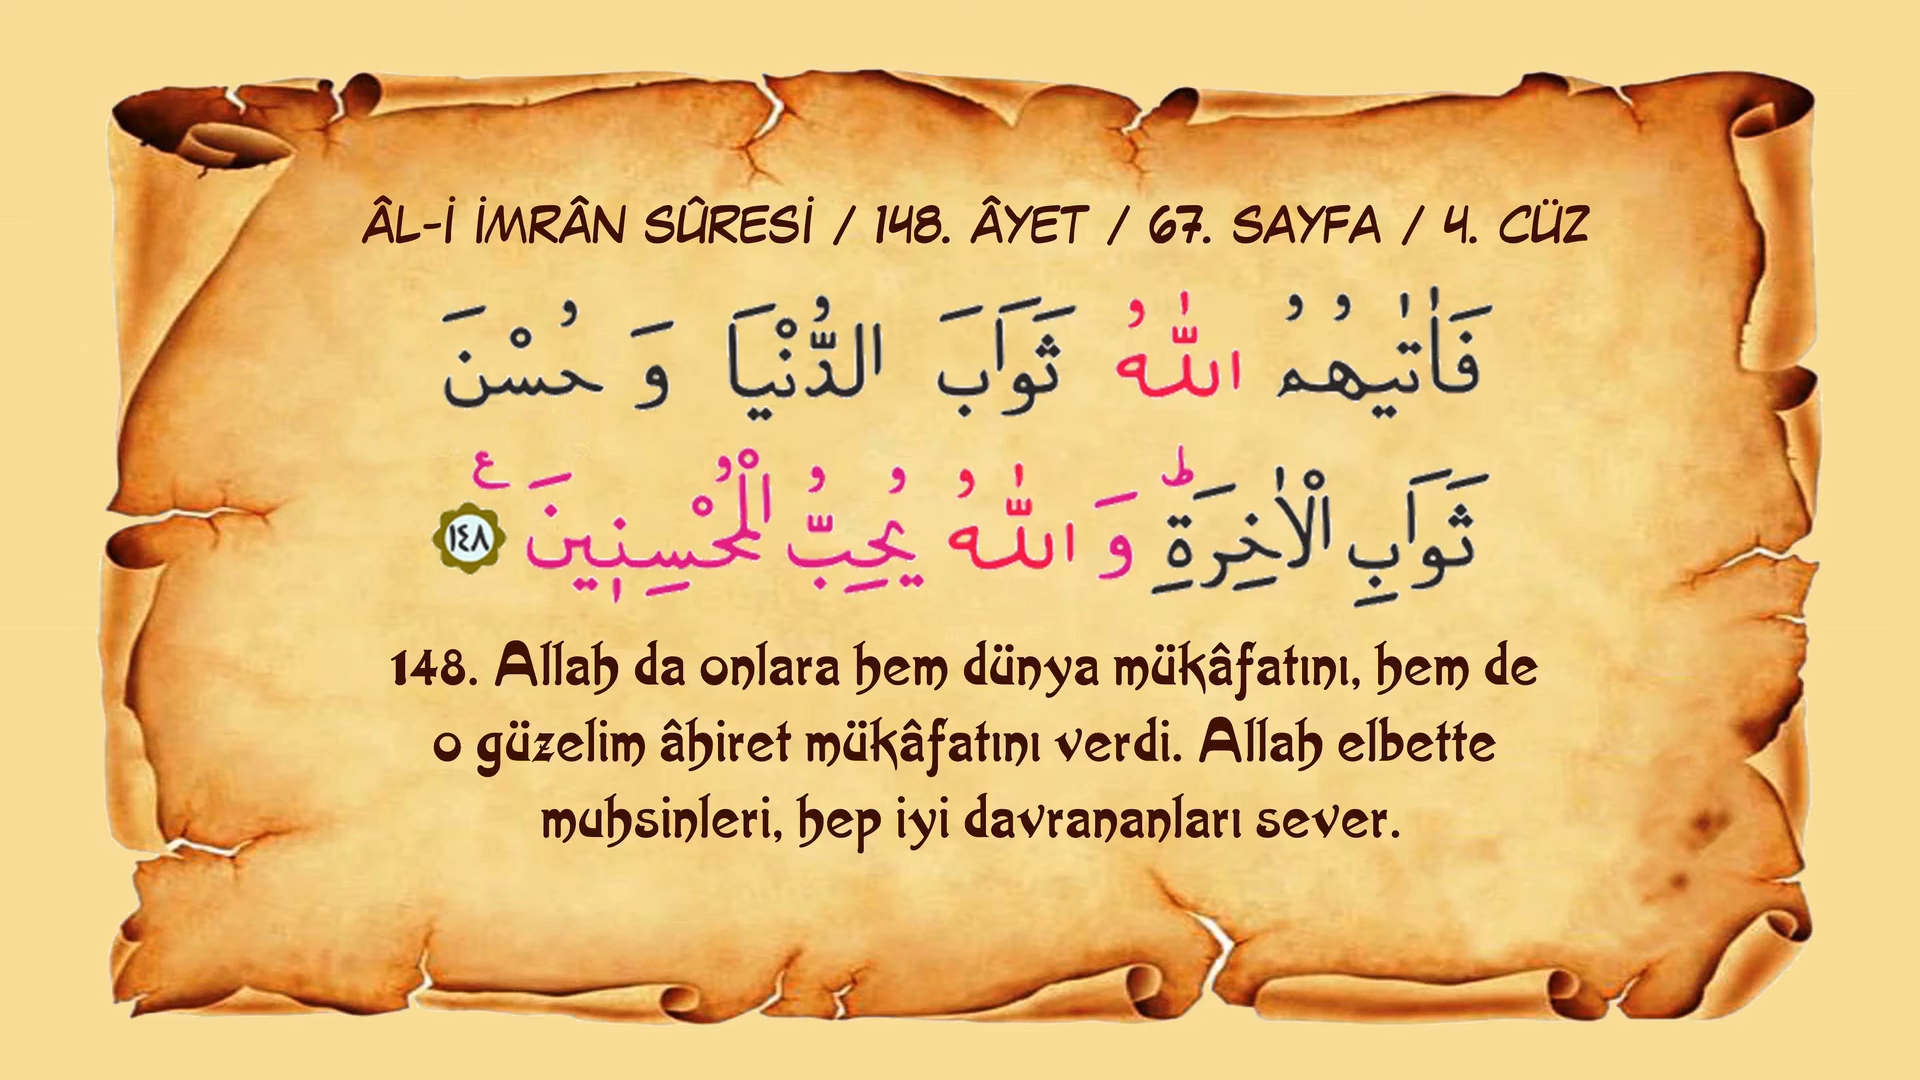 ÂL-İ İMRÂN SÛRESİ / 148. ÂYET / 67. SAYFA / 4. CÜZ
فَاٰتٰيهُمُ اللّٰهُ ثَوَابَ الدُّنْيَا وَ حُسْنَ
ثَوَابِ الْاٰخِرَةِؕ وَ اللّٰهُ يُحِبُّ الْمُحْسِنٖينَ ع ١٤٨
148. Allah da onlara hem dünya mükâfatını, hem de
o güzelim âhiret mükâfatını verdi. Allah elbette
muhsinleri, hep iyi davrananları sever.